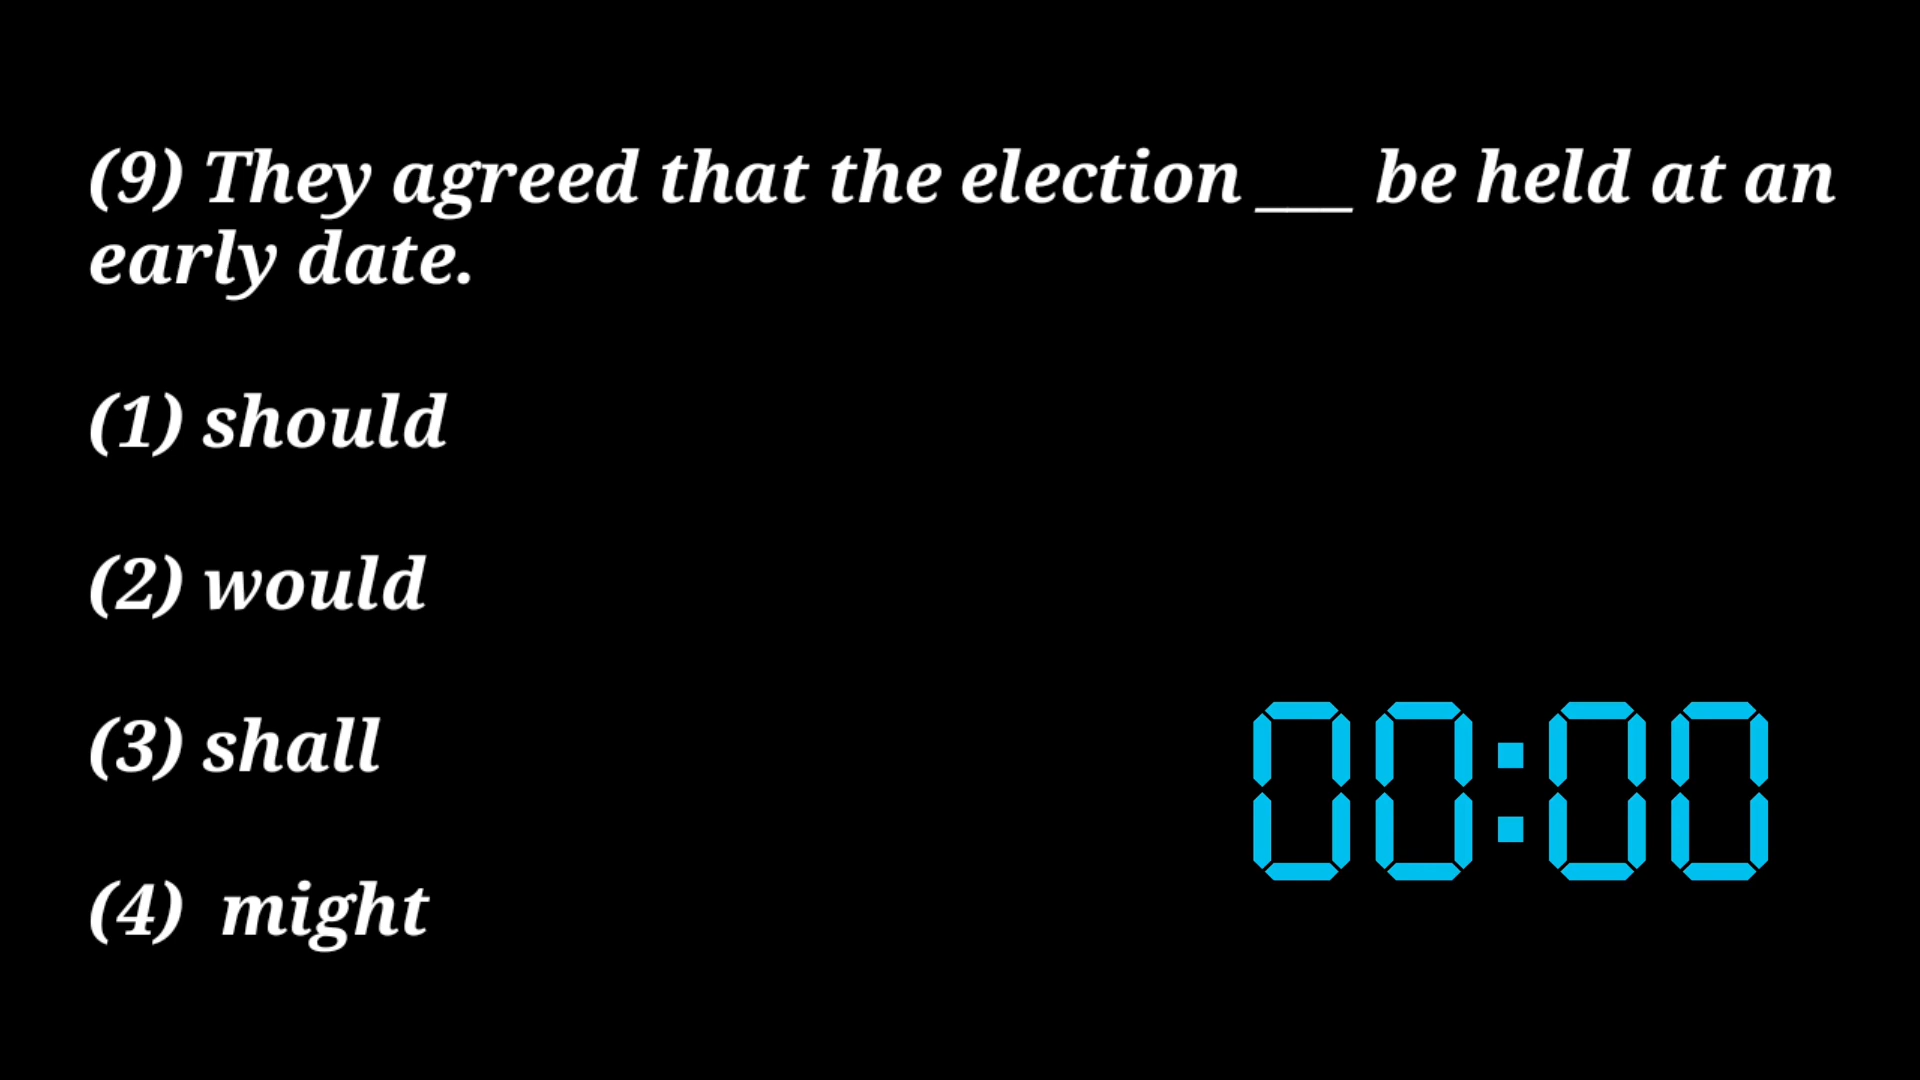 (9) They agreed that the election ___ be held at an
early date.
(1) should
(2) would
(3) shall
(4) might
00:00